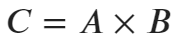 C = A × B